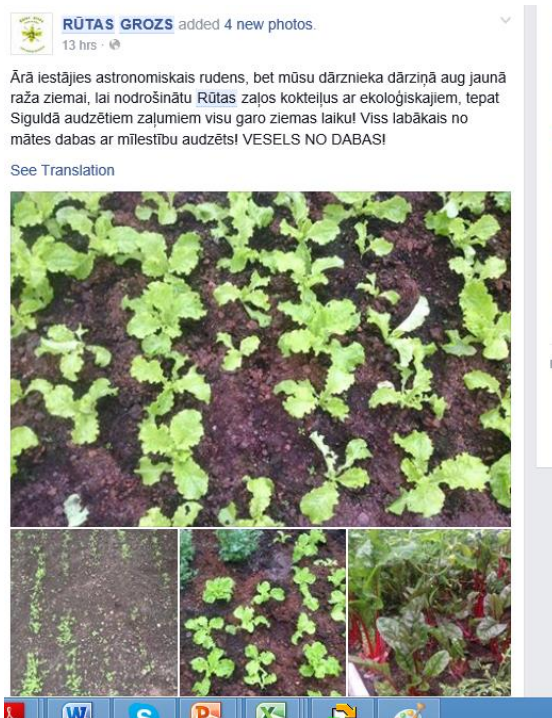 RŪTAS GROZS added 4 new photos.
13 hrs ·
Ārā iestājies astronomiskais rudens, bet mūsu dārznieka dārziņā aug jaunā
raža ziemai, lai nodrošinātu Rūtas zaļos kokteiļus ar ekoloģiskajiem, tepat
Siguldā audzētiem zaļumiem visu garo ziemas laiku! Viss labākais no
mātes dabas ar mīlestību audzēts! VESELS NO DABAS!
See Translation